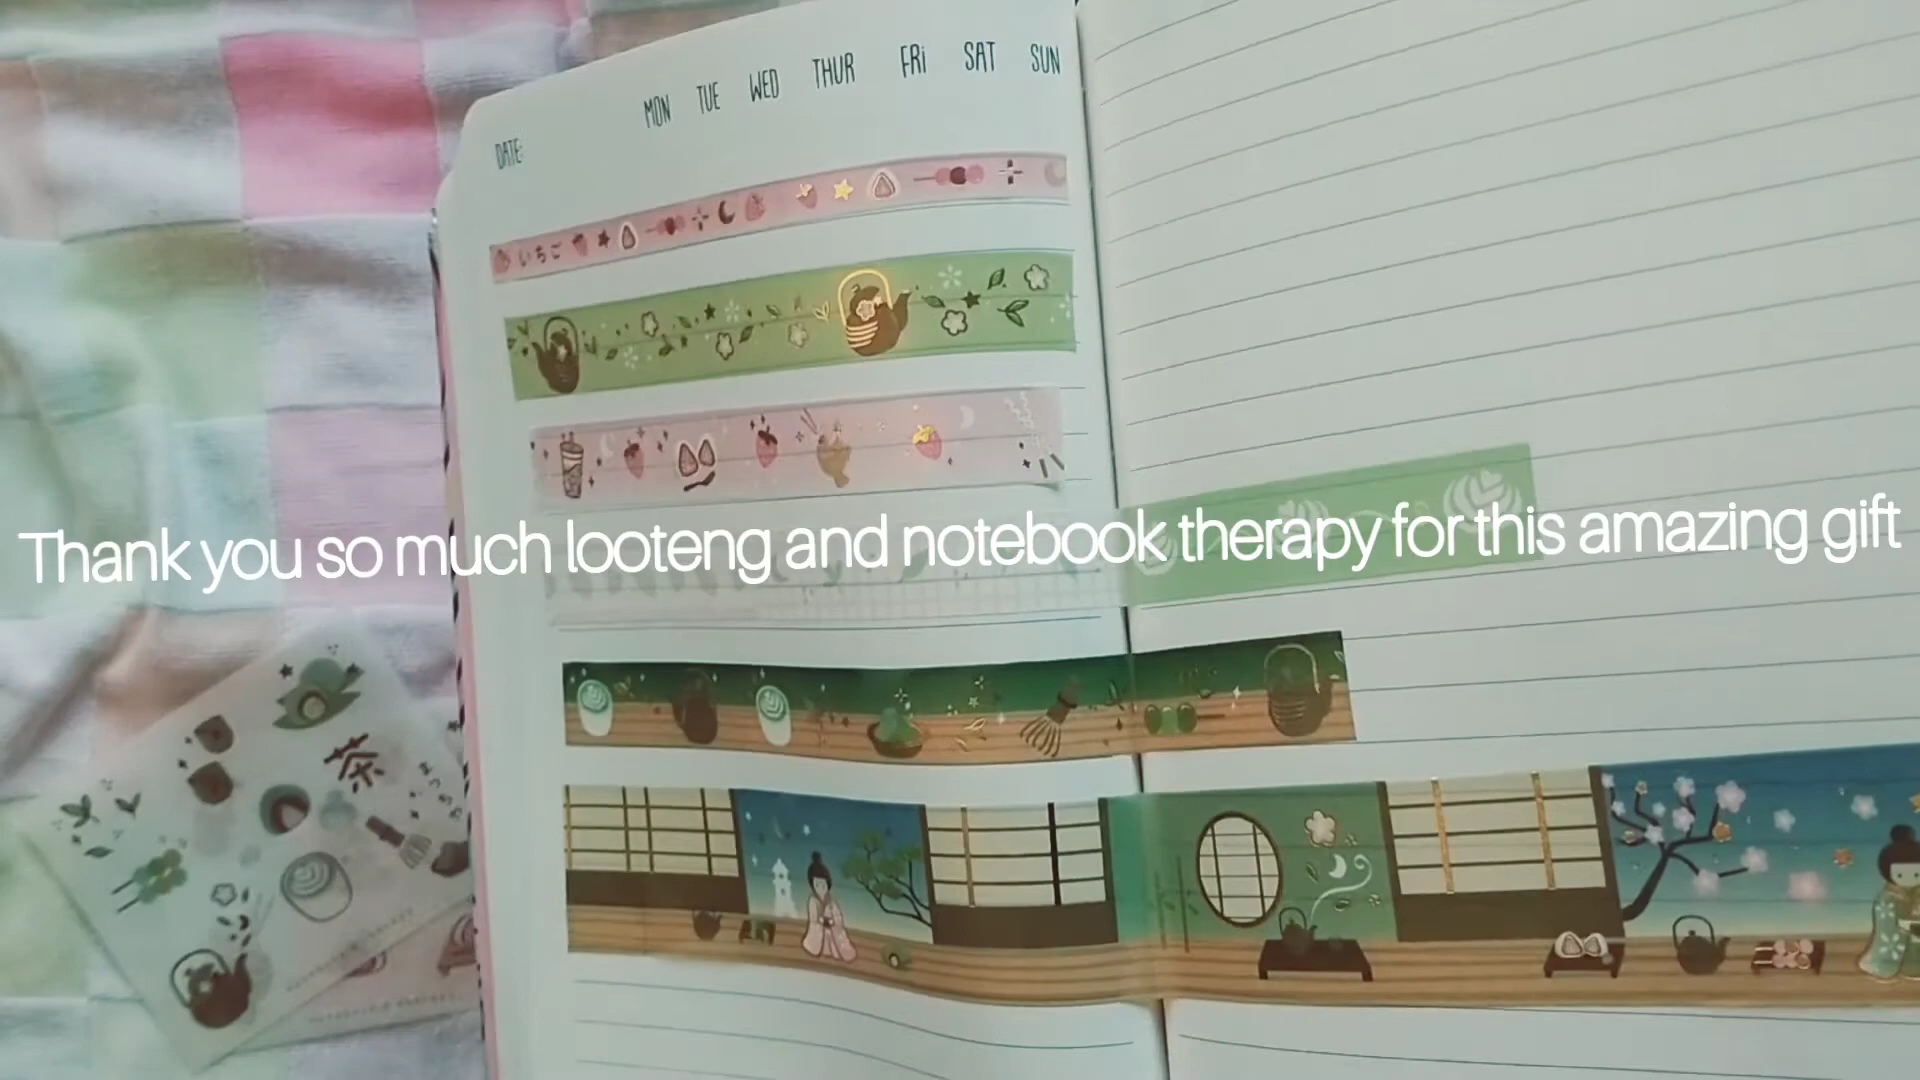 MON TUE WED THUR FRi SAT SUN
DATE:
いちご
Thank you so much looteng and notebook therapy for this amazing gift
茶